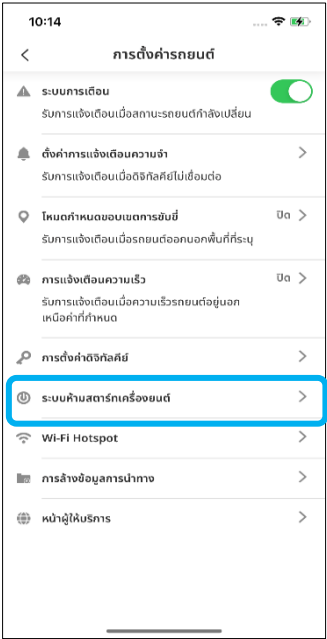 10:14
การตั้งค่ารถยนต์
ระบบการเตือน
รับการแจ้งเตือนเมื่อสถานะรถยนต์กำลังเปลี่ยน
ตั้งค่าการแจ้งเตือนความจำ
รับการแจ้งเตือนเมื่อดิจิทัลคีย์ไม่เชื่อมต่อ
โหมดกำหนดขอบเขตการขับขี่ ปิด
รับการแจ้งเตือนเมื่อรถยนต์ออกนอกพื้นที่ที่ระบุ
การแจ้งเตือนความเร็ว ปิด
รับการแจ้งเตือนเมื่อความเร็วรถยนต์อยู่นอก
เหนือค่าที่กำหนด
การตั้งค่าดิจิทัลคีย์
ระบบห้ามสตาร์ทเครื่องยนต์
Wi-Fi Hotspot
การล้างข้อมูลการนำทาง
หน้าผู้ให้บริการ